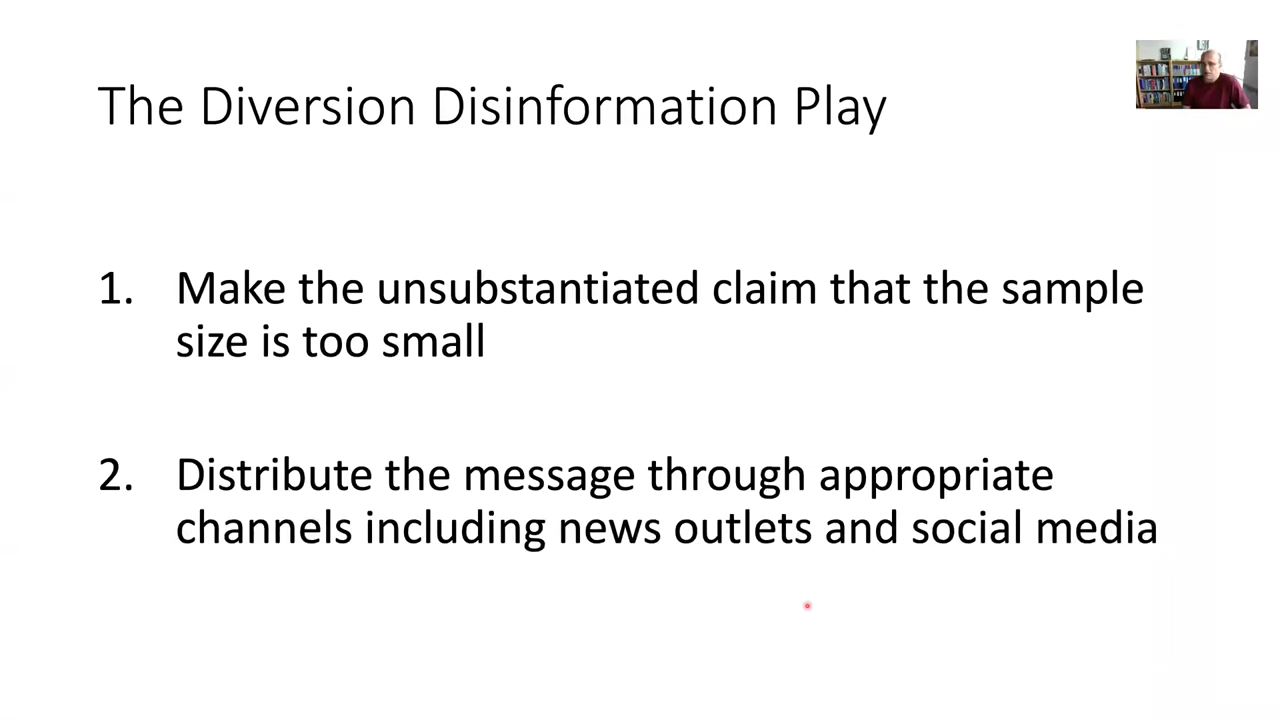 The Diversion Disinformation Play
1. Make the unsubstantiated claim that the sample
size is too small
2. Distribute the message through appropriate
channels including news outlets and social media